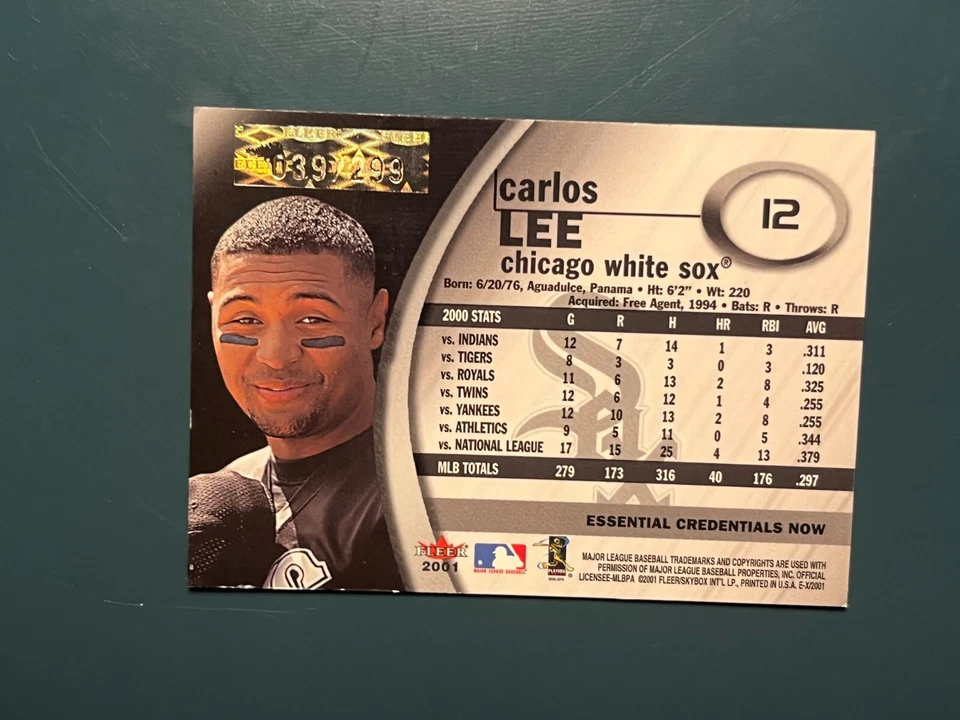 FLEER
039/299
carlos
LEE
chicago white sox®
12
Born: 6/20/76, Aguadulce, Panama • Ht: 6'2" • Wt: 220
Acquired: Free Agent, 1994 • Bats: R • Throws: R
2000 STATS G R H HR RBI AVG
vs. INDIANS 12 7 14 1 3 .311
vs. TIGERS 8 3 3 0 3 .120
vs. ROYALS 11 6 13 2 8 .325
vs. TWINS 12 6 12 1 4 .255
vs. YANKEES 12 10 13 2 8 .255
vs. ATHLETICS 9 5 11 0 5 .344
vs. NATIONAL LEAGUE 17 15 25 4 13 .379
MLB TOTALS 279 173 316 40 176 .297
ESSENTIAL CREDENTIALS NOW
FLEER
2001
MAJOR LEAGUE BASEBALL
PLAYERS
MAJOR LEAGUE BASEBALL TRADEMARKS AND COPYRIGHTS ARE USED WITH
PERMISSION OF MAJOR LEAGUE BASEBALL PROPERTIES, INC. OFFICIAL
LICENSEE-MLBPA ©2001 FLEER/SKYBOX INT'L LP., PRINTED IN U.S.A. E-X/2001